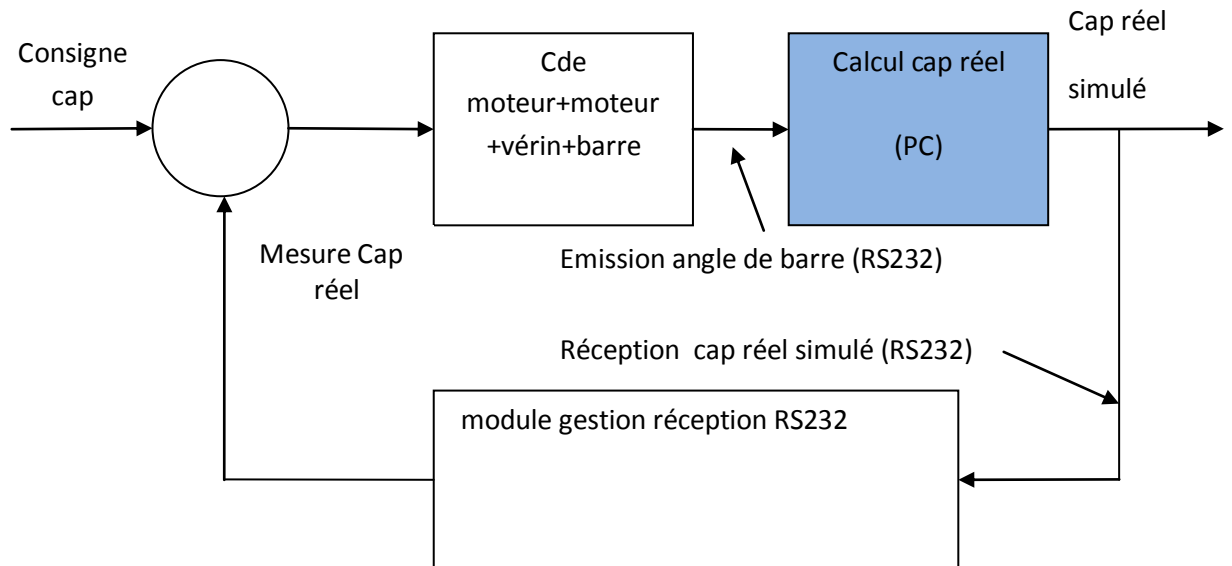 Consigne
cap
Cde
moteur+moteur
+vérin+barre
Calcul cap réel
(PC)
Cap réel
simulé
Mesure Cap
réel
Emission angle de barre (RS232)
Réception cap réel simulé (RS232)
module gestion réception RS232